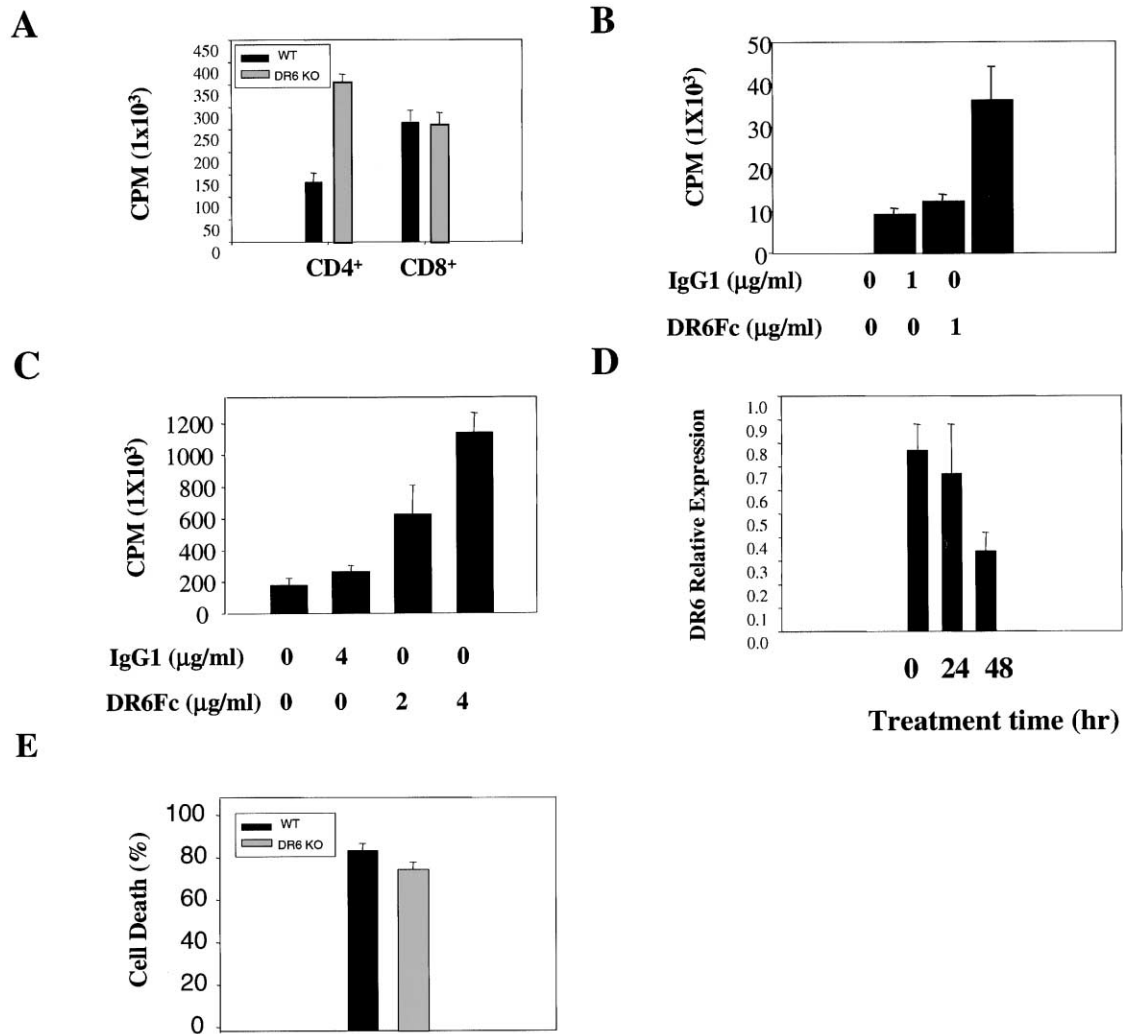 A
450
400
350
300
250
200
150
100
50
0
CPM (1x10³)
WT
DR6 KO
CD4⁺ CD8⁺
B
50
40
30
20
10
0
CPM (1X10³)
IgG1 (μg/ml) 0 1 0
DR6Fc (μg/ml) 0 0 1
C
1200
1000
800
600
400
200
0
CPM (1X10³)
IgG1 (μg/ml) 0 4 0 0
DR6Fc (μg/ml) 0 0 2 4
D
1.0
0.9
0.8
0.7
0.6
0.5
0.4
0.3
0.2
0.1
0.0
DR6 Relative Expression
0 24 48
Treatment time (hr)
E
100
80
60
40
20
0
Cell Death (%)
WT
DR6 KO